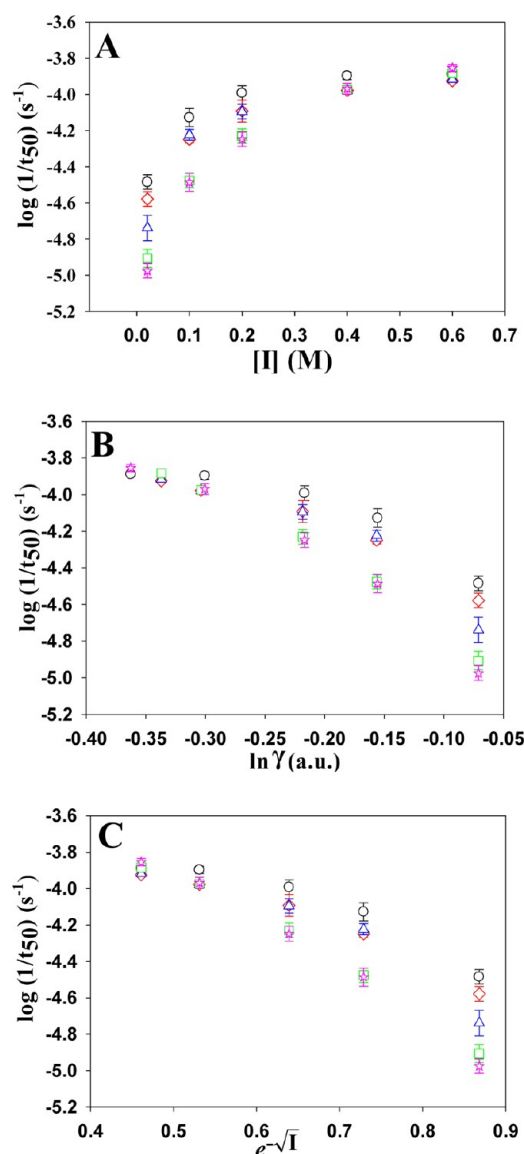 A
-3.6
-3.8
-4.0
-4.2
-4.4
-4.6
-4.8
-5.0
-5.2
log (1/t50) (s-1)
0.0 0.1 0.2 0.3 0.4 0.5 0.6 0.7
[I] (M)
B
-3.6
-3.8
-4.0
-4.2
-4.4
-4.6
-4.8
-5.0
-5.2
log (1/t50) (s-1)
-0.40 -0.35 -0.30 -0.25 -0.20 -0.15 -0.10 -0.05
ln γ (a.u.)
C
-3.6
-3.8
-4.0
-4.2
-4.4
-4.6
-4.8
-5.0
-5.2
log (1/t50) (s-1)
0.4 0.5 0.6 0.7 0.8 0.9
e-√I